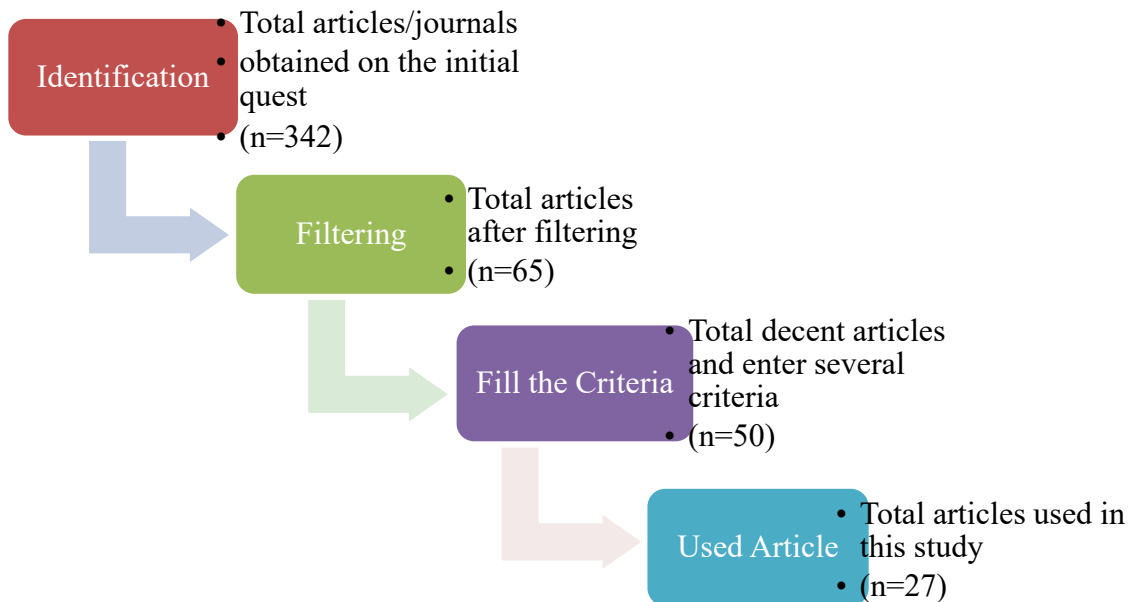 Identification
• Total articles/journals
• obtained on the initial
quest
• (n=342)
Filtering
• Total articles
after filtering
• (n=65)
Fill the Criteria
• Total decent articles
and enter several
criteria
• (n=50)
Used Article
• Total articles used in
this study
• (n=27)